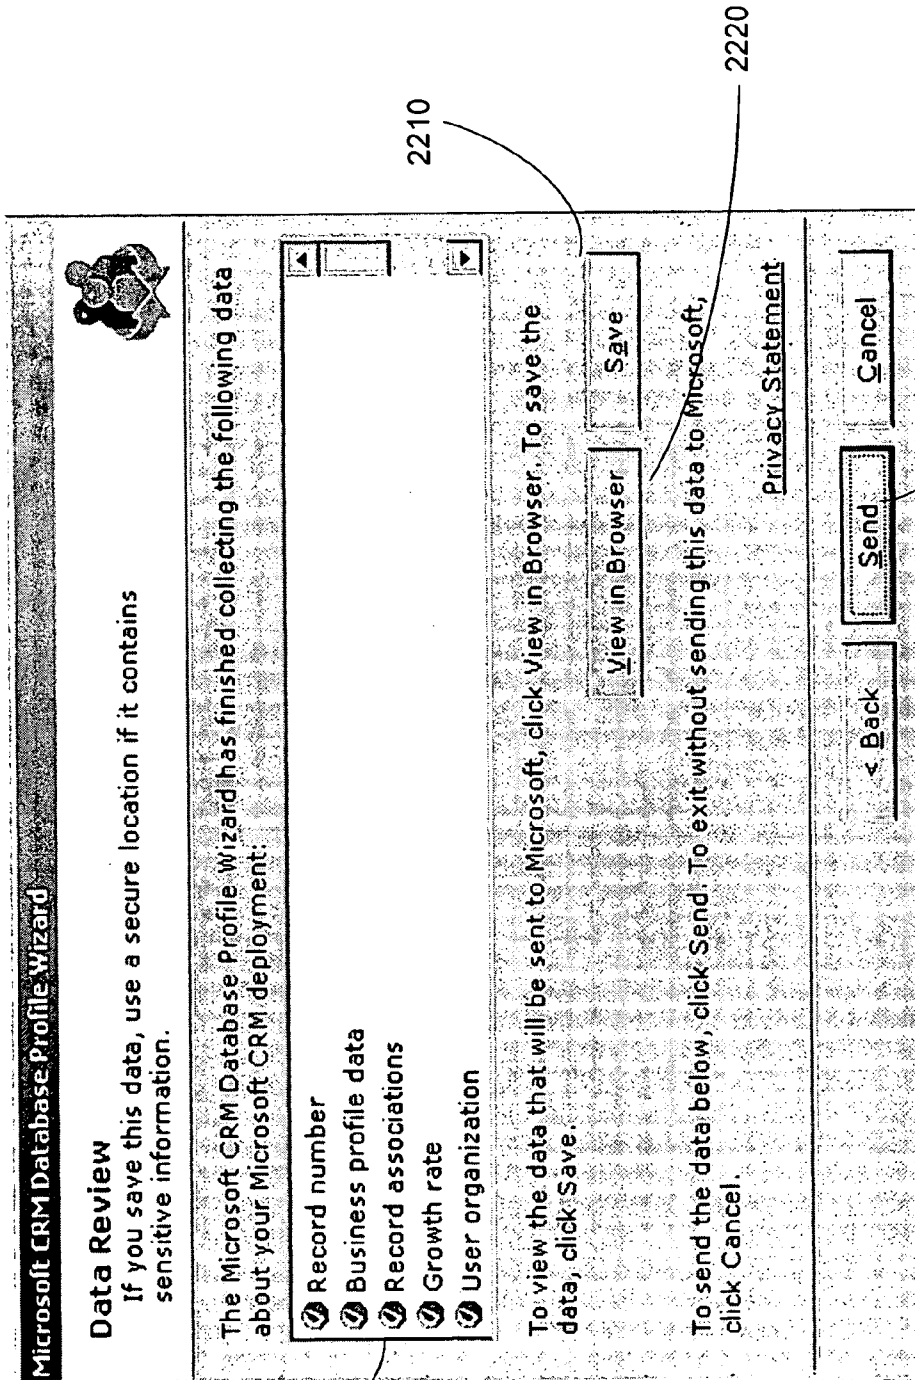 Microsoft CRM Database Profile Wizard
Data Review
If you save this data, use a secure location if it contains
sensitive information.
The Microsoft CRM Database Profile Wizard has finished collecting the following data
about your Microsoft CRM deployment:
Record number
Business profile data
Record associations
Growth rate
User organization
To view the data that will be sent to Microsoft, click View in Browser. To save the
data, click Save.
View in Browser
Save
2210
2220
To send the data below, click Send. To exit without sending this data to Microsoft,
click Cancel.
Privacy Statement
< Back
Send
Cancel